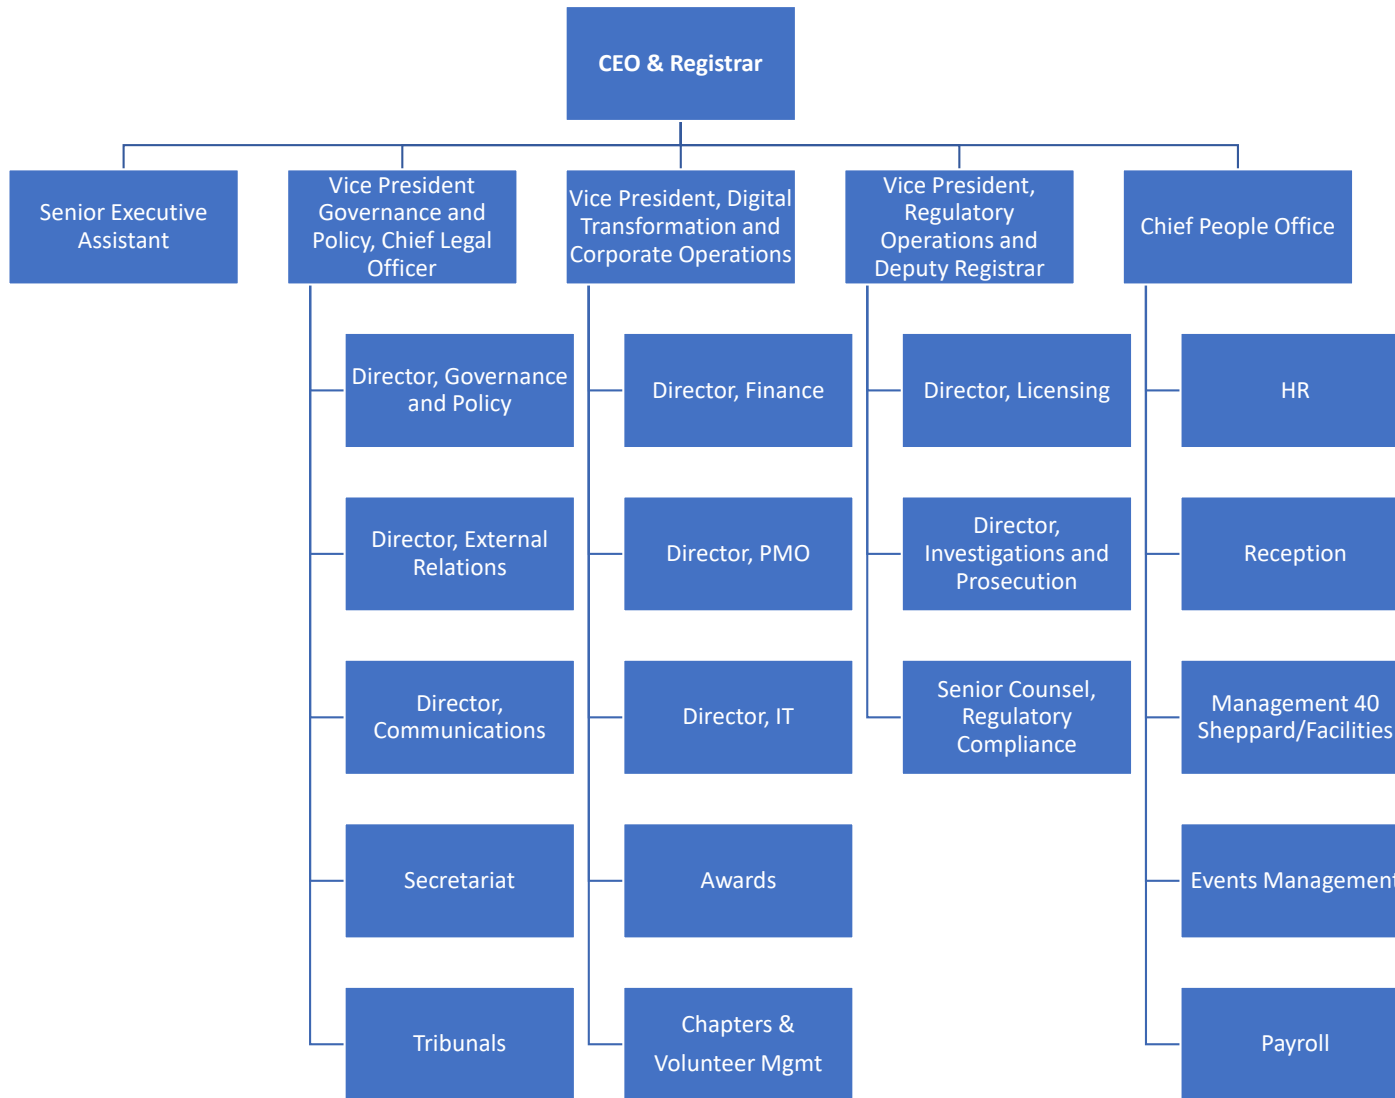 CEO & Registrar
Senior Executive
Assistant
Vice President
Governance and
Policy, Chief Legal
Officer
Vice President, Digital
Transformation and
Corporate Operations
Vice President,
Regulatory
Operations and
Deputy Registrar
Chief People Office
Director, Governance
and Policy
Director, Finance
Director, Licensing
HR
Director, External
Relations
Director, PMO
Director,
Investigations and
Prosecution
Reception
Director,
Communications
Director, IT
Senior Counsel,
Regulatory
Compliance
Management 40
Sheppard/Facilities
Secretariat
Awards
Events Management
Tribunals
Chapters &
Volunteer Mgmt
Payroll